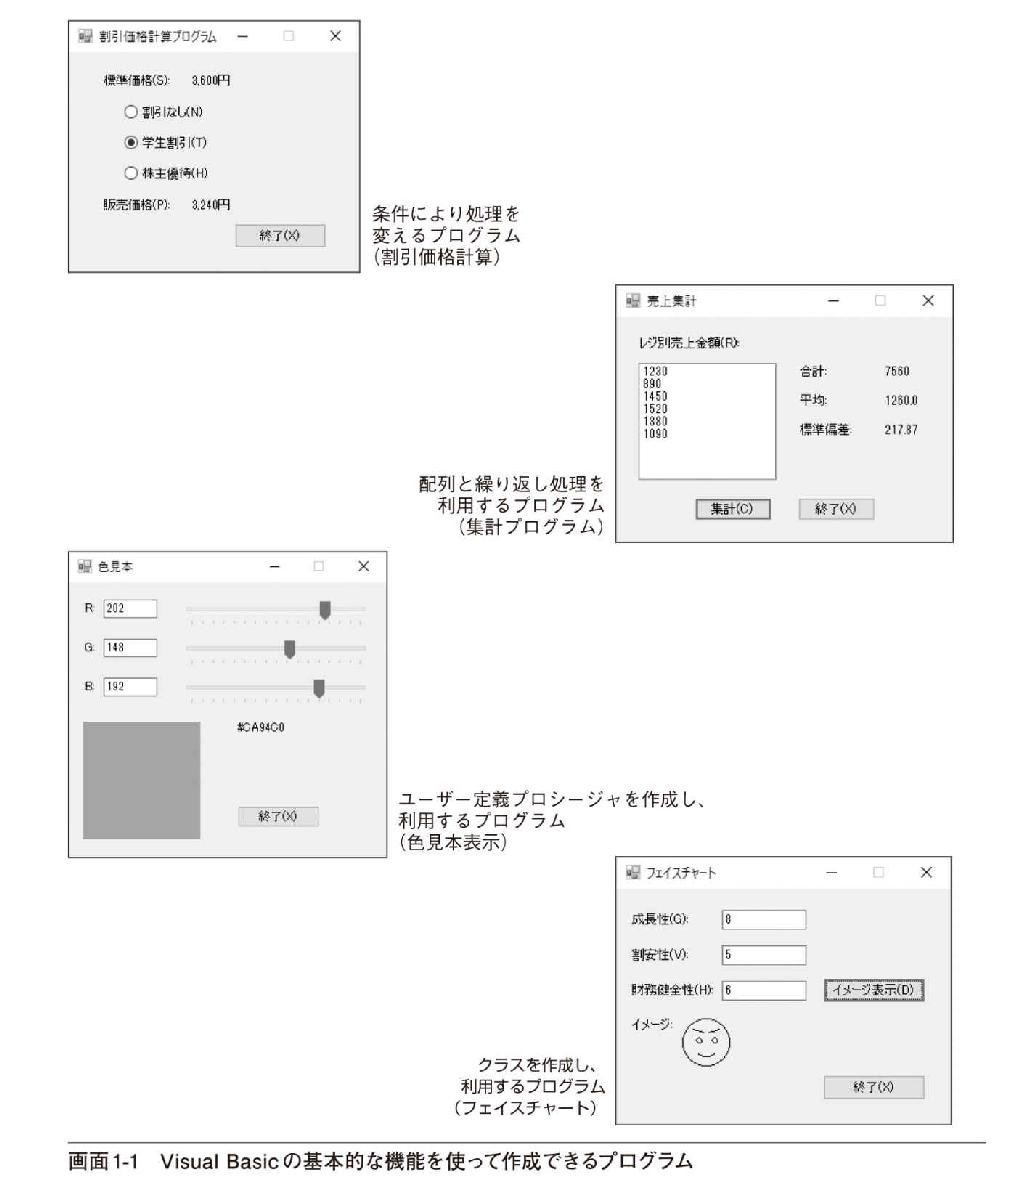 割引価格計算プログラム
標準価格(S): 3,600円
割引なし(N)
学生割引(T)
株主優待(H)
販売価格(P): 3,240円
終了(X)
条件により処理を
変えるプログラム
(割引価格計算)
売上集計
レジ別売上金額(R):
1230
890
1450
1520
1380
1090
合計: 7560
平均: 1260.0
標準偏差: 217.87
集計(C) 終了(X)
配列と繰り返し処理を
利用するプログラム
(集計プログラム)
色見本
R: 202
G: 148
B: 192
#CA94C0
終了(X)
ユーザー定義プロシージャを作成し、
利用するプログラム
(色見本表示)
フェイスチャート
成長性(G): 8
割安性(V): 5
財務健全性(H): 6
イメージ表示(D)
イメージ:
終了(X)
クラスを作成し、
利用するプログラム
(フェイスチャート)
画面1-1 Visual Basicの基本的な機能を使って作成できるプログラム